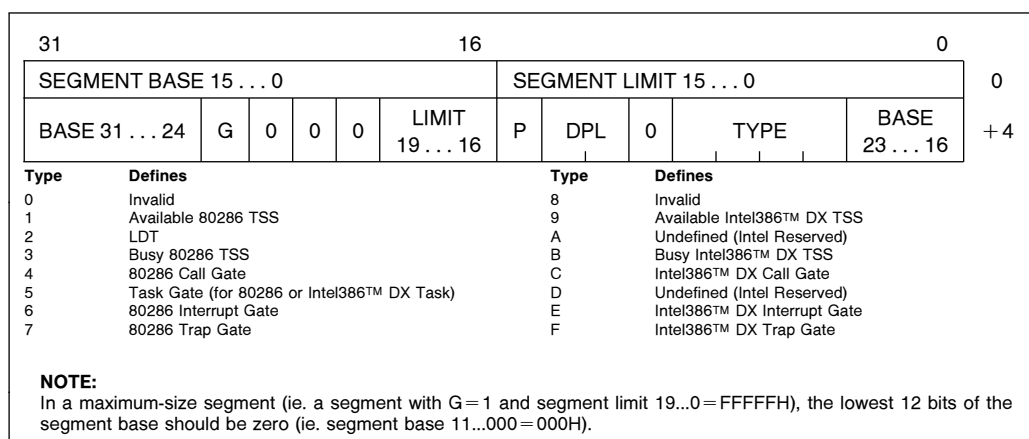 31 16 0
SEGMENT BASE 15 . . . 0 SEGMENT LIMIT 15 . . . 0 0
BASE 31 . . . 24 G 0 0 0 LIMIT 19 . . . 16 P DPL 0 TYPE BASE 23 . . . 16 +4
Type Defines Type Defines
0 Invalid 8 Invalid
1 Available 80286 TSS 9 Available Intel386™ DX TSS
2 LDT A Undefined (Intel Reserved)
3 Busy 80286 TSS B Busy Intel386™ DX TSS
4 80286 Call Gate C Intel386™ DX Call Gate
5 Task Gate (for 80286 or Intel386™ DX Task) D Undefined (Intel Reserved)
6 80286 Interrupt Gate E Intel386™ DX Interrupt Gate
7 80286 Trap Gate F Intel386™ DX Trap Gate
NOTE:
In a maximum-size segment (ie. a segment with G=1 and segment limit 19...0=FFFFFH), the lowest 12 bits of the
segment base should be zero (ie. segment base 11...000=000H).